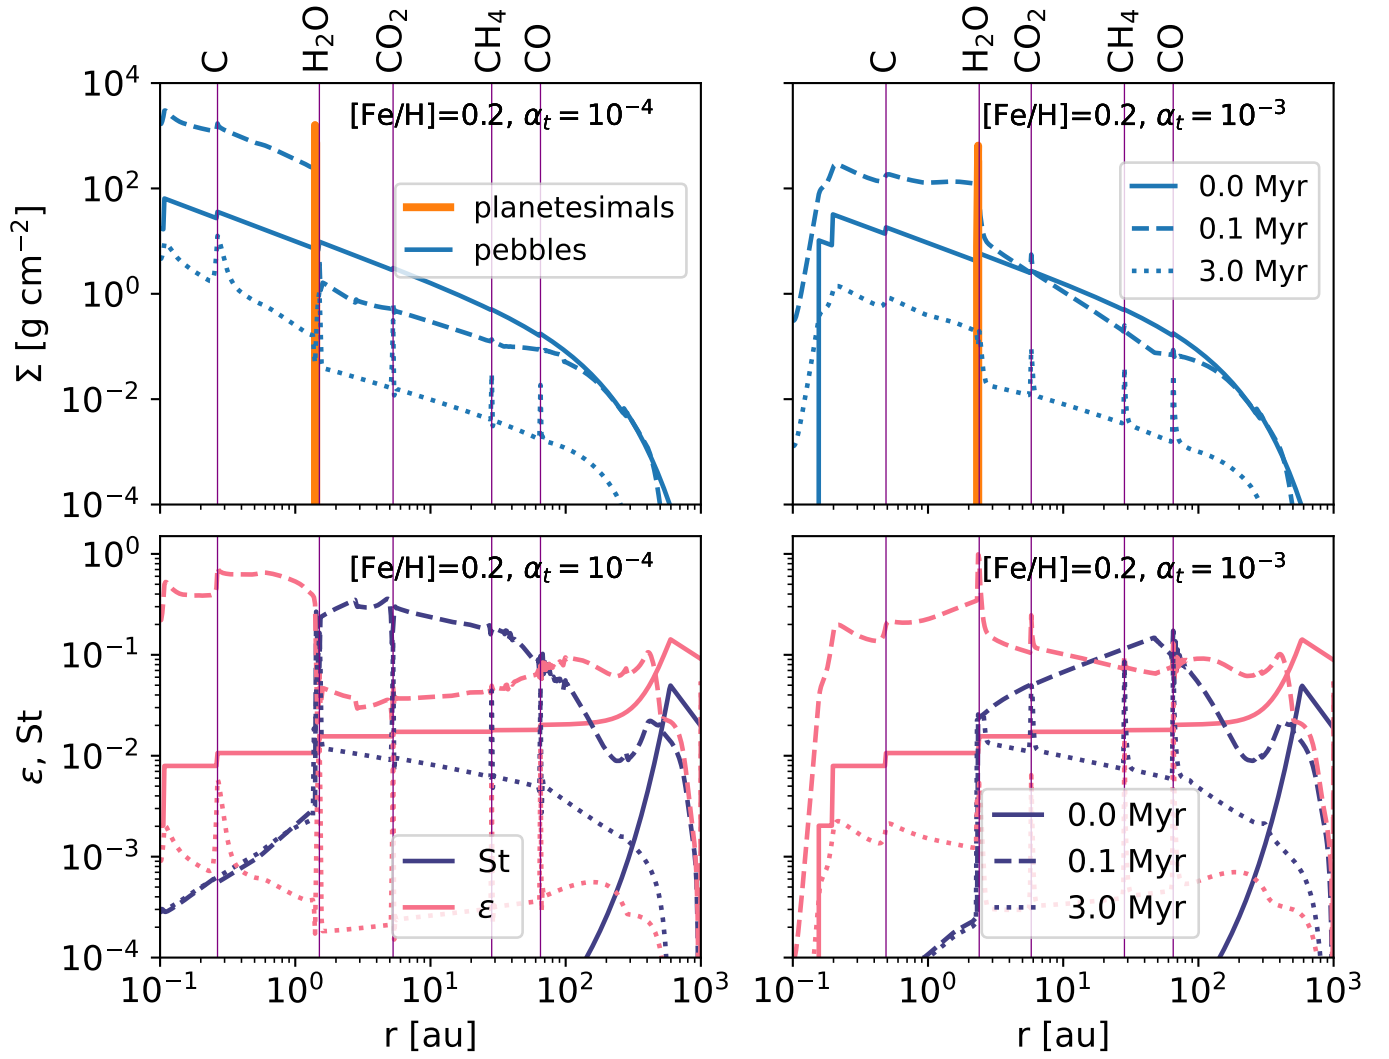 C H₂O CO₂ CH₄ CO
C H₂O CO₂ CH₄ CO
10⁴
10²
10⁰
10⁻²
10⁻⁴
Σ [g cm⁻²]
[Fe/H]=0.2, αₜ = 10⁻⁴
planetesimals
pebbles
[Fe/H]=0.2, αₜ = 10⁻³
0.0 Myr
0.1 Myr
3.0 Myr
10⁰
10⁻¹
10⁻²
10⁻³
10⁻⁴
ε, St
[Fe/H]=0.2, αₜ = 10⁻⁴
St
ε
10⁻¹ 10⁰ 10¹ 10² 10³
r [au]
[Fe/H]=0.2, αₜ = 10⁻³
0.0 Myr
0.1 Myr
3.0 Myr
10⁻¹ 10⁰ 10¹ 10² 10³
r [au]